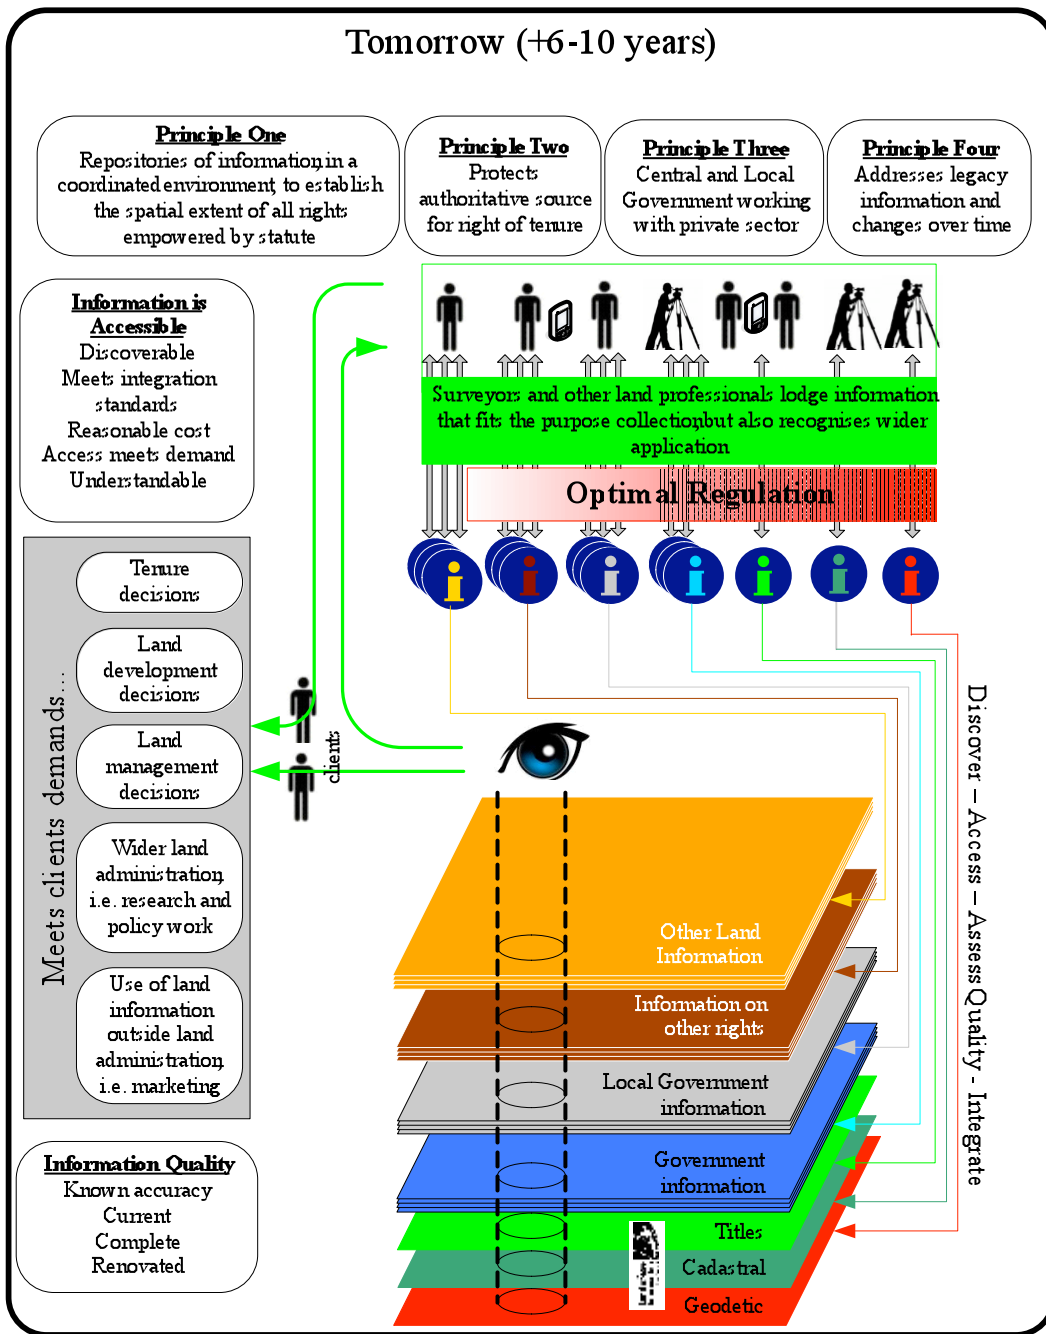 Tomorrow (+6-10 years)
Principle One
Repositories of information, in a
coordinated environment, to establish
the spatial extent of all rights
empowered by statute
Principle Two
Protects
authoritative source
for right of tenure
Principle Three
Central and Local
Government working
with private sector
Principle Four
Addresses legacy
information and
changes over time
Information is
Accessible
Discoverable
Meets integration
standards
Reasonable cost
Access meets demand
Understandable
Surveyors and other land professionals lodge information
that fits the purpose collection, but also recognises wider
application
Optimal Regulation
i i i i i i i
Meets clients demands...
Tenure
decisions
Land
development
decisions
Land
management
decisions
Wider land
administration,
i.e. research and
policy work
Use of land
information
outside land
administration,
i.e. marketing
clients
Discover – Access – Assess Quality - Integrate
Other Land
Information
Information on
other rights
Local Government
information
Government
information
Titles
Cadastral
Geodetic
Information Quality
Known accuracy
Current
Complete
Renovated